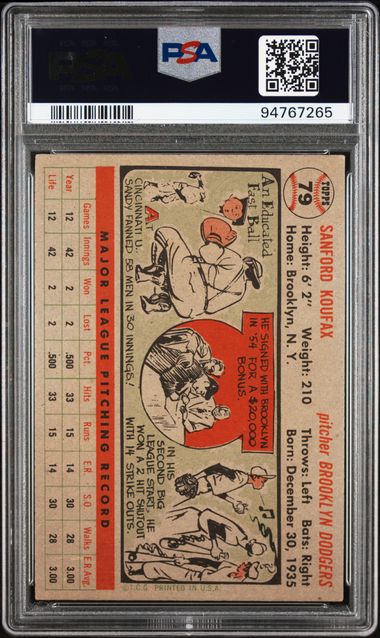 PSA
PSA
94767265
TOPPS
79
SANFORD KOUFAX
pitcher BROOKLYN DODGERS
Height: 6' 2" Weight: 210 Throws: Left Bats: Right
Home: Brooklyn, N. Y. Born: December 30, 1935
An Educated
Fast Ball
AT
CINCINNATI U.
SANDY FANNED 58 MEN IN 30 INNINGS!
HE SIGNED WITH BROOKLYN
IN '54 FOR A $20,000
BONUS.
IN HIS
SECOND BIG
LEAGUE START, HE
WON A 2 HIT SHUTOUT
WITH 14 STRIKE OUTS.
MAJOR LEAGUE PITCHING RECORD
Games Innings Won Lost Pct. Hits Runs E.R. S.O. Walks E.R.Avg.
Year 12 42 2 2 .500 33 15 14 30 28 3.00
Life 12 42 2 2 .500 33 15 14 30 28 3.00
©T.C.G. PRINTED IN U.S.A.